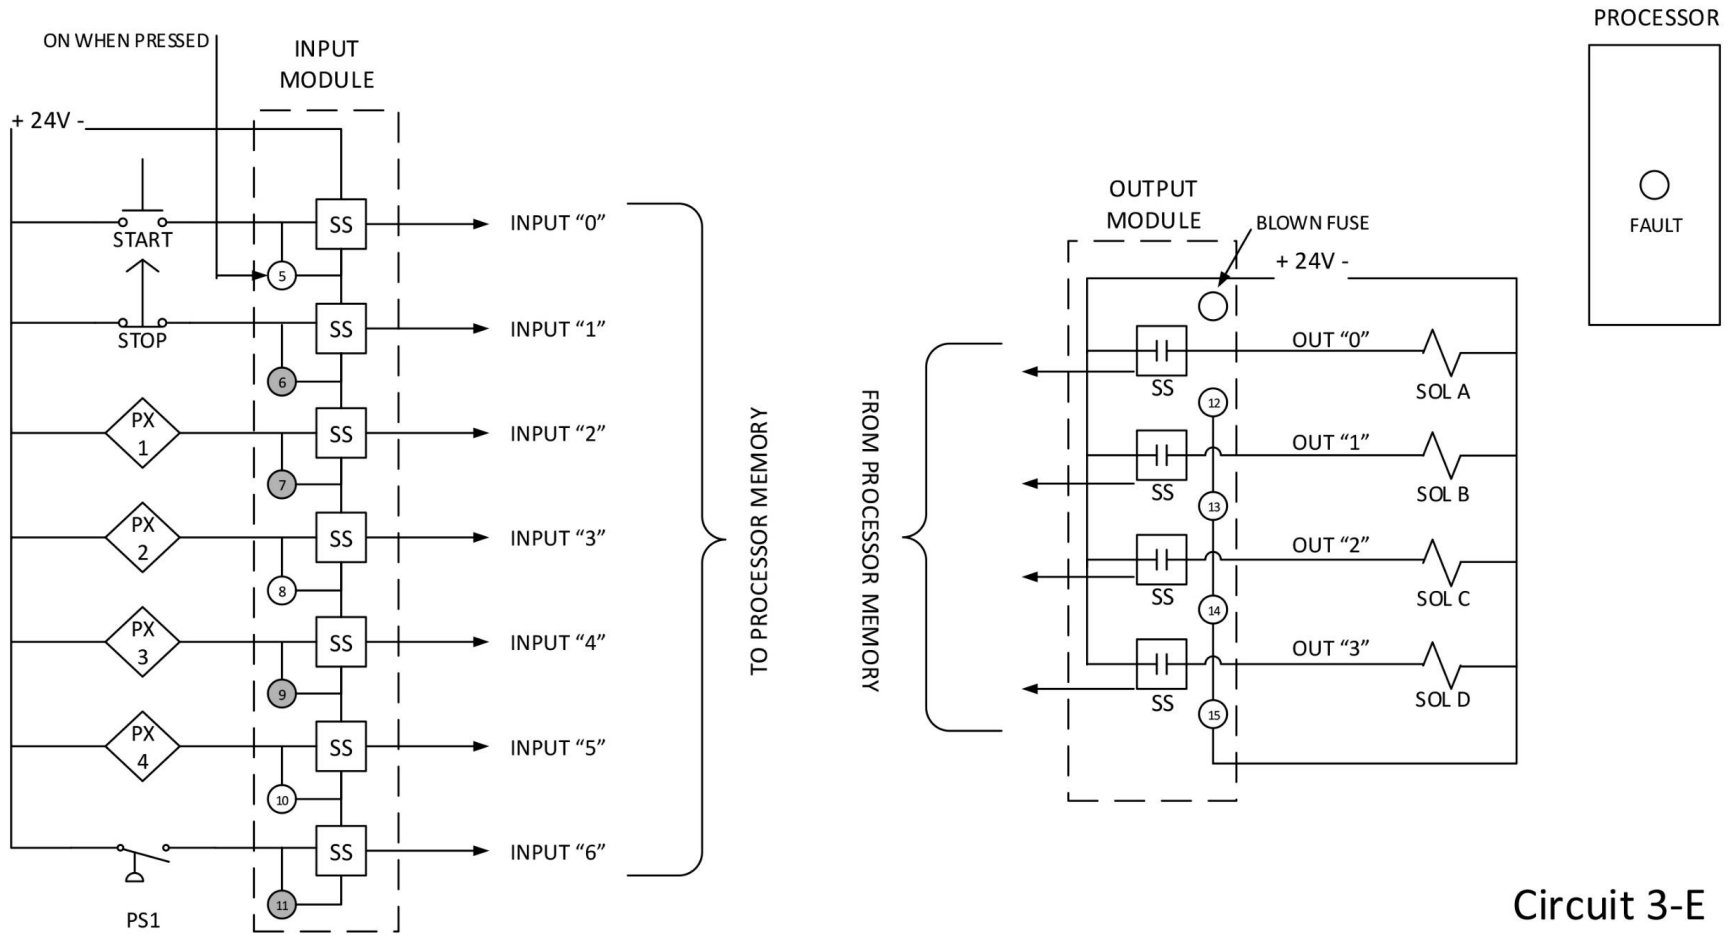 PROCESSOR
FAULT
ON WHEN PRESSED
INPUT
MODULE
+ 24V -
START
SS
INPUT “0”
5
STOP
SS
INPUT “1”
6
PX
1
SS
INPUT “2”
7
PX
2
SS
INPUT “3”
8
PX
3
SS
INPUT “4”
9
PX
4
SS
INPUT “5”
10
PS1
SS
INPUT “6”
11
TO PROCESSOR MEMORY
FROM PROCESSOR MEMORY
OUTPUT
MODULE
BLOWN FUSE
+ 24V -
OUT “0”
SS
SOL A
12
OUT “1”
SS
SOL B
13
OUT “2”
SS
SOL C
14
OUT “3”
SS
SOL D
15
Circuit 3-E